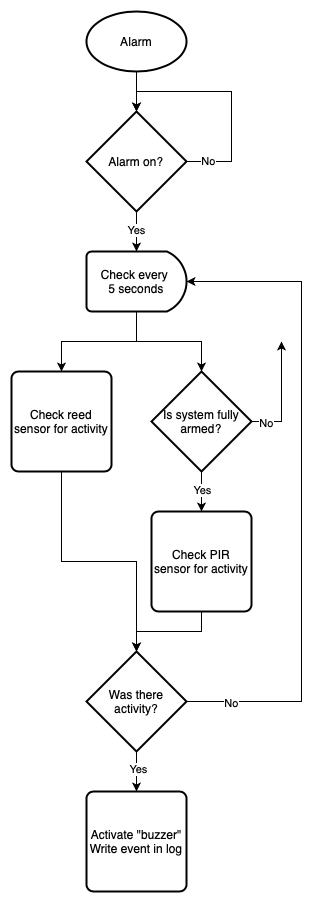 Alarm
Alarm on?
No
Yes
Check every
5 seconds
Check reed
sensor for activity
Is system fully
armed?
No
Yes
Check PIR
sensor for activity
Was there
activity?
No
Yes
Activate "buzzer"
Write event in log